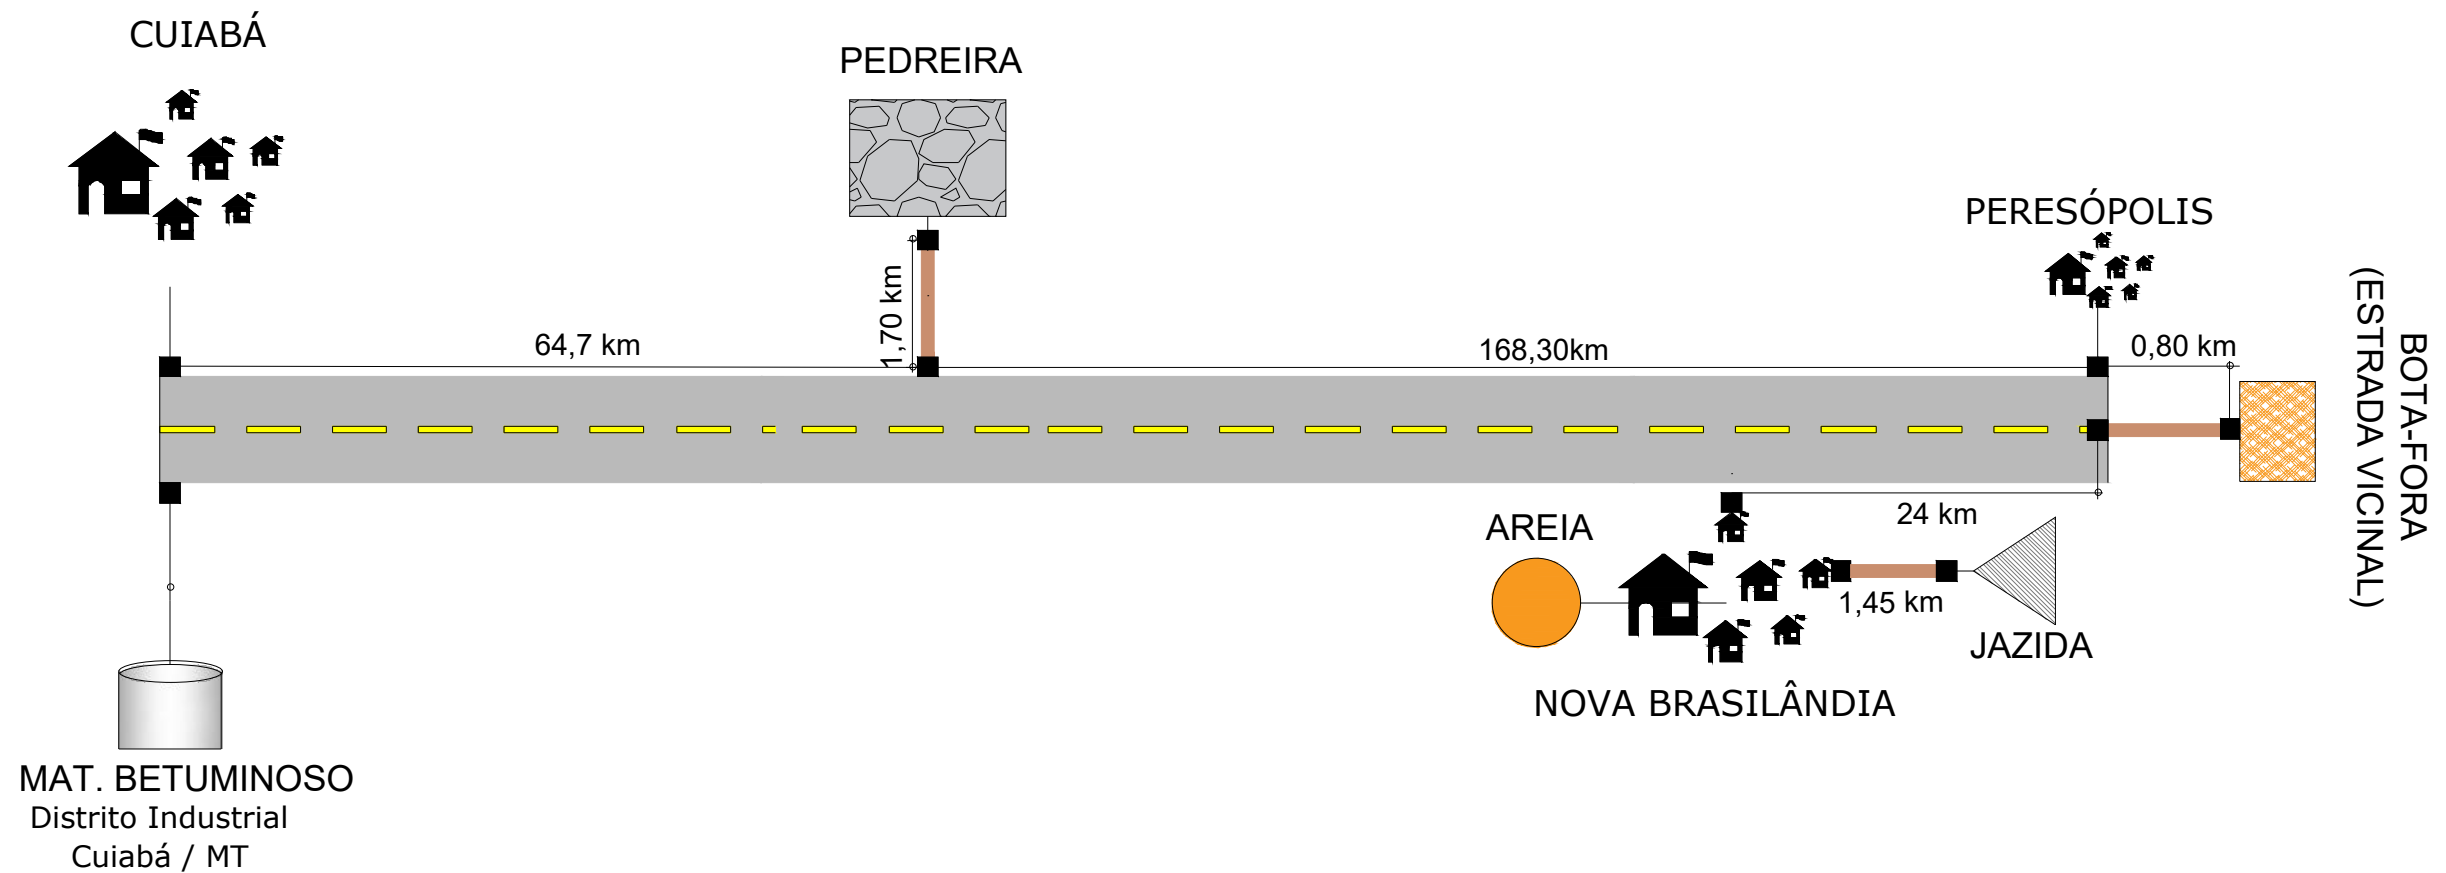 CUIABÁ
PEDREIRA
PERESÓPOLIS
64,7 km
1,70 km
168,30km
0,80 km
BOTA-FORA
(ESTRADA VICINAL)
24 km
AREIA
1,45 km
JAZIDA
NOVA BRASILÂNDIA
MAT. BETUMINOSO
Distrito Industrial
Cuiabá / MT